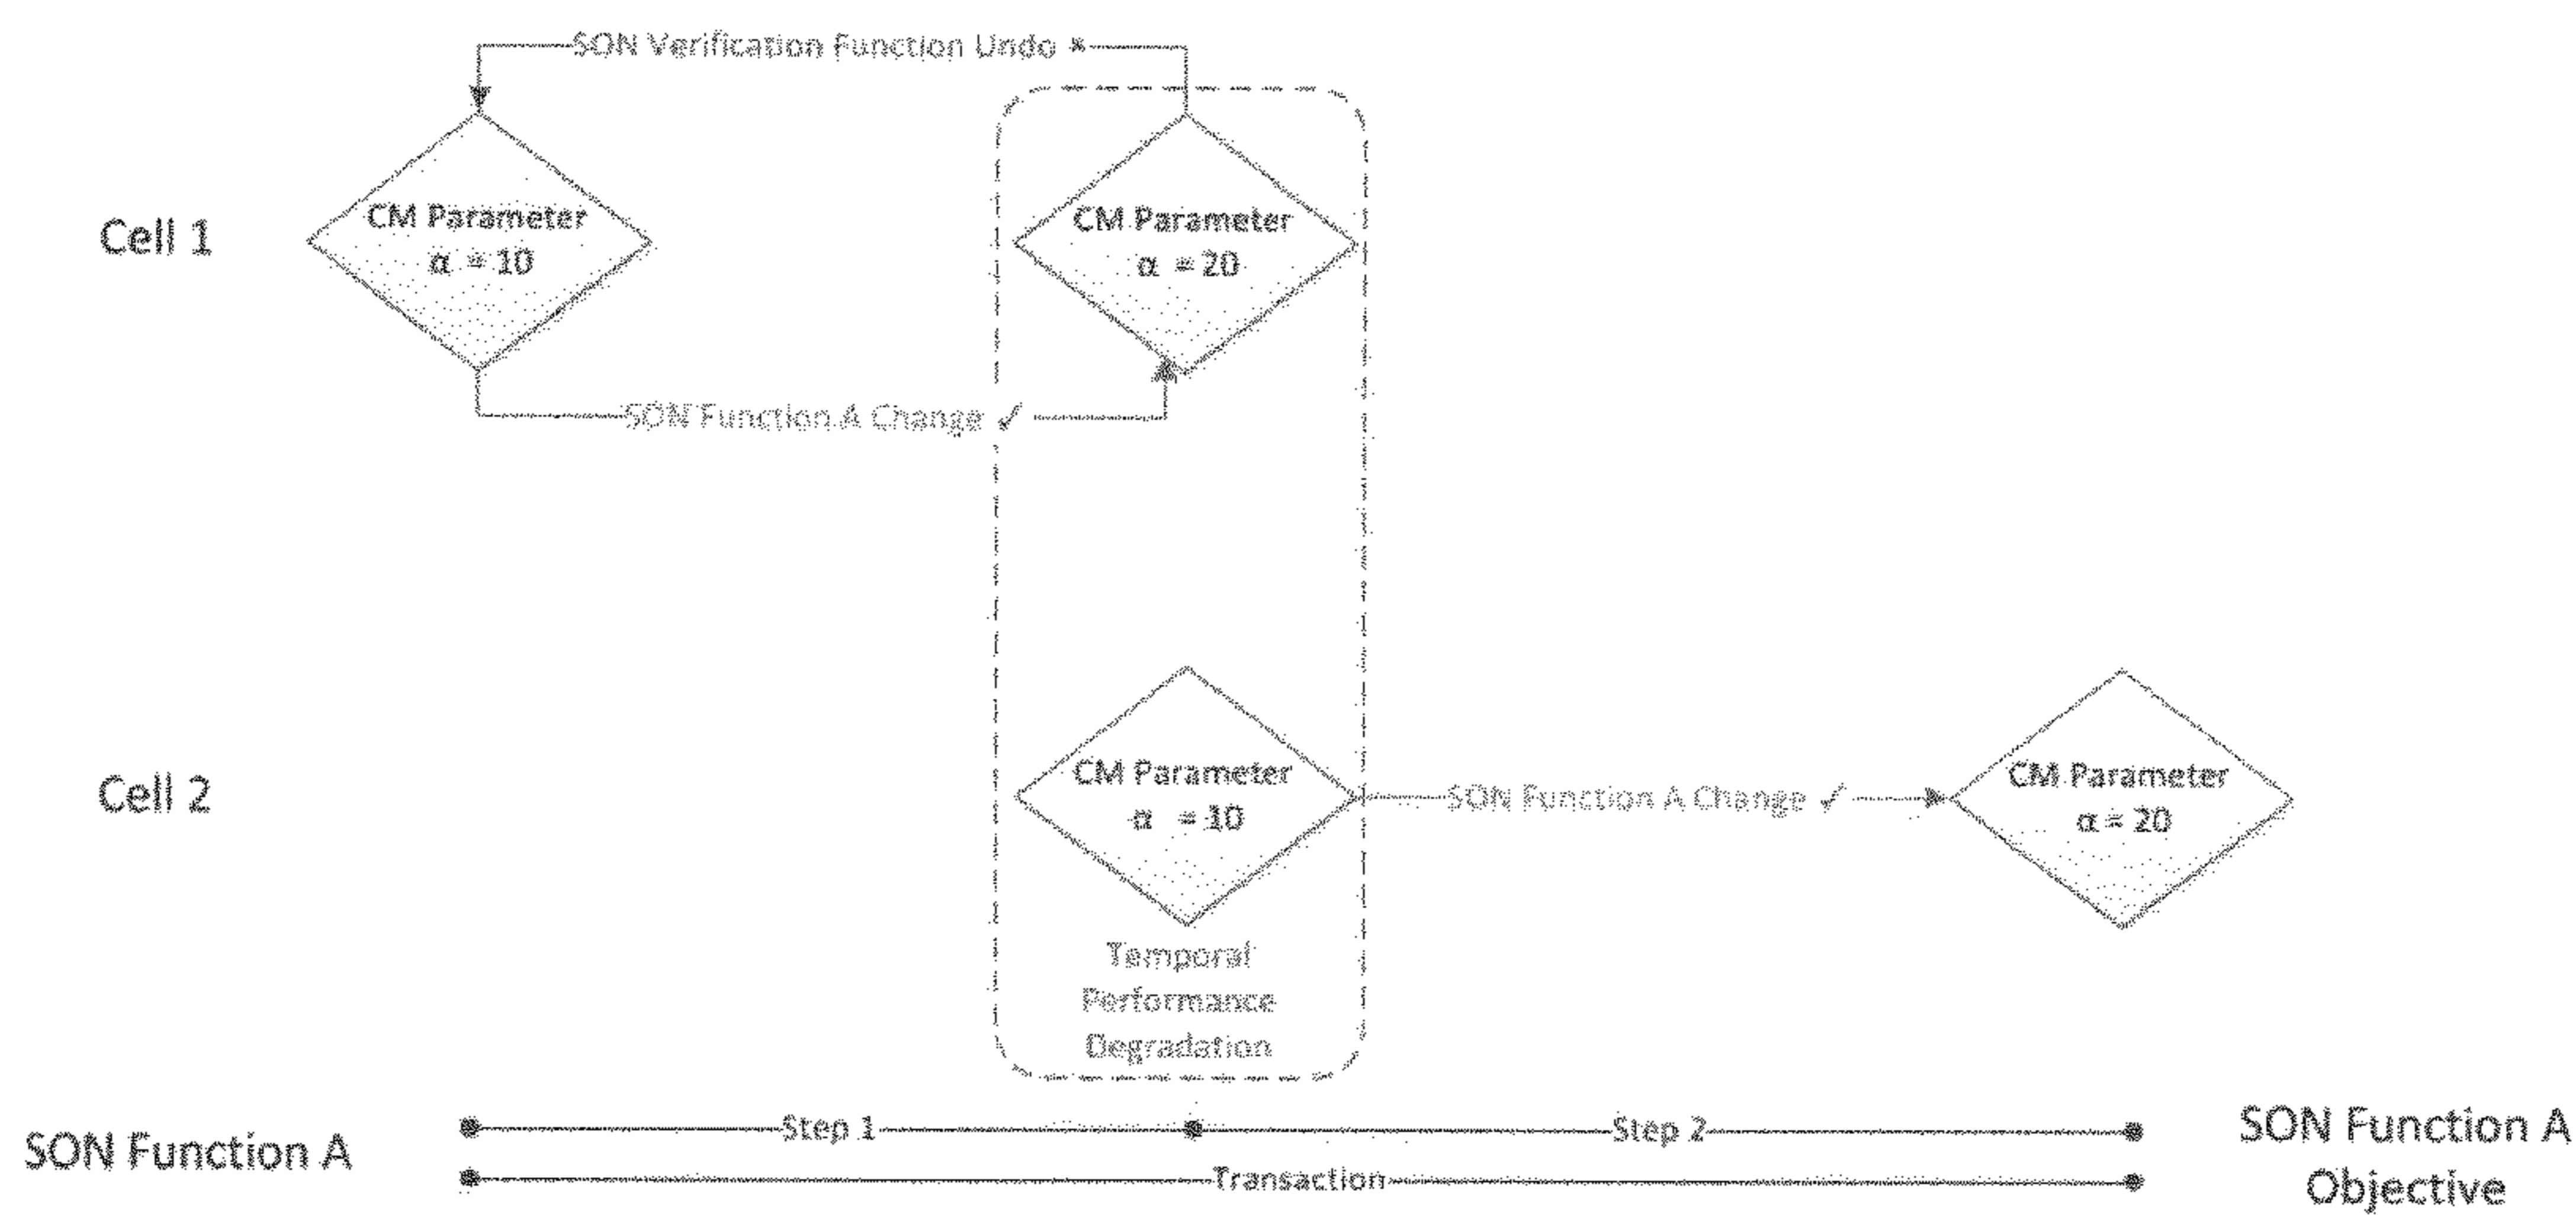 SON Verification Function Undo ×
Cell 1
CM Parameter
α = 10
CM Parameter
α = 20
SON Function A Change ✓
Cell 2
CM Parameter
α = 10
SON Function A Change ✓
CM Parameter
α = 20
Temporal
Performance
Degradation
SON Function A
Step 1
Step 2
Transaction
SON Function A
Objective